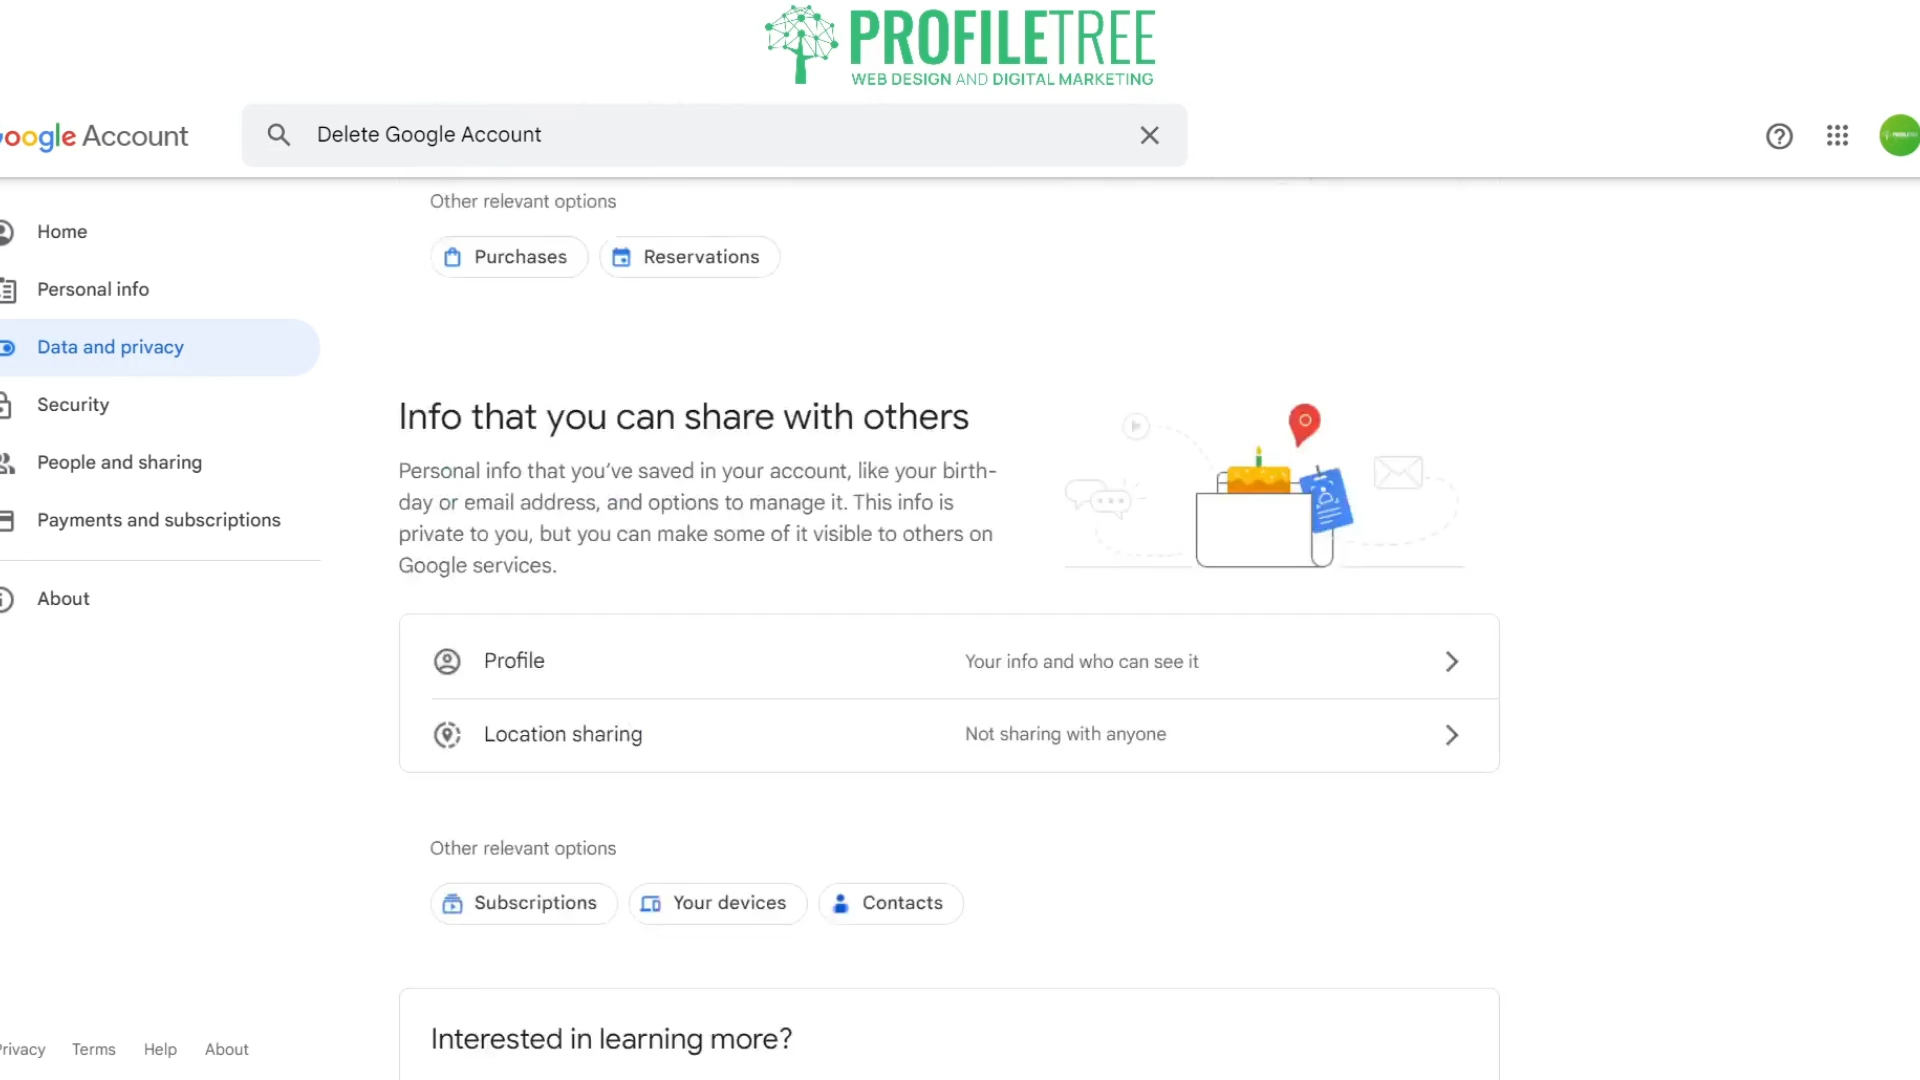 PROFILETREE
WEB DESIGN AND DIGITAL MARKETING
oogle Account
Delete Google Account
Home
Personal info
Data and privacy
Security
People and sharing
Payments and subscriptions
About
Privacy Terms Help About
Other relevant options
Purchases Reservations
Info that you can share with others
Personal info that you’ve saved in your account, like your birth-
day or email address, and options to manage it. This info is
private to you, but you can make some of it visible to others on
Google services.
Profile Your info and who can see it
Location sharing Not sharing with anyone
Other relevant options
Subscriptions Your devices Contacts
Interested in learning more?